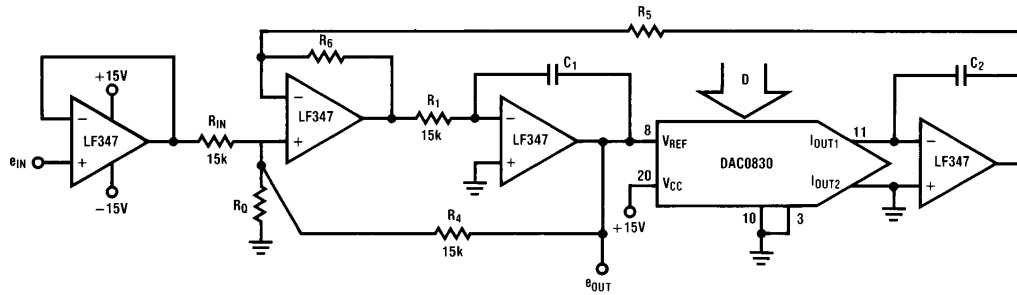 R5
R6
C1
C2
+15V
D
R1
15k
RIN
15k
LF347
LF347
LF347
8
VREF
IOUT1
11
DAC0830
LF347
eIN
-15V
20
VCC
IOUT2
RQ
+15V
10
3
R4
15k
eOUT
−
+
−
+
−
+
−
+